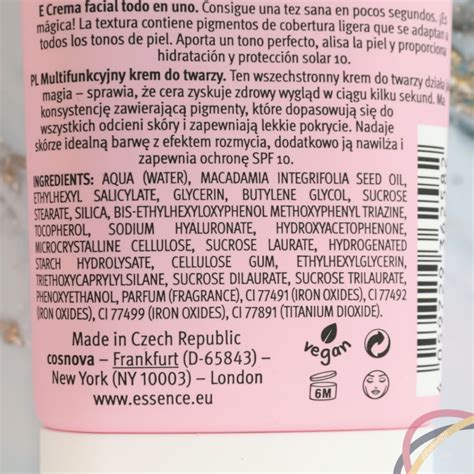 E Crema facial todo en uno. Consigue una tez sana en pocos segundos. ¡Es
mágica! La textura contiene pigmentos de cobertura ligera que se adaptan a
todos los tonos de piel. Aporta un tono perfecto, alisa la piel y proporciona
hidratación y protección solar 10.
PL Multifunkcyjny krem do twarzy. Ten wszechstronny krem do twarzy działa jak
magia – sprawia, że cera zyskuje zdrowy wygląd w ciągu kilku sekund. Ma
konsystencję zawierającą pigmenty, które dopasowują się do
wszystkich odcieni skóry i zapewniają lekkie pokrycie. Nadaje
skórze idealną barwę z efektem rozmycia, dodatkowo ją nawilża i
zapewnia ochronę SPF 10.
INGREDIENTS: AQUA (WATER), MACADAMIA INTEGRIFOLIA SEED OIL,
ETHYLHEXYL SALICYLATE, GLYCERIN, BUTYLENE GLYCOL, SUCROSE
STEARATE, SILICA, BIS-ETHYLHEXYLOXYPHENOL METHOXYPHENYL TRIAZINE,
TOCOPHEROL, SODIUM HYALURONATE, HYDROXYACETOPHENONE,
MICROCRYSTALLINE CELLULOSE, SUCROSE LAURATE, HYDROGENATED
STARCH HYDROLYSATE, CELLULOSE GUM, ETHYLHEXYLGLYCERIN,
TRIETHOXYCAPRYLYLSILANE, SUCROSE DILAURATE, SUCROSE TRILAURATE,
PHENOXYETHANOL, PARFUM (FRAGRANCE), CI 77491 (IRON OXIDES), CI 77492
(IRON OXIDES), CI 77499 (IRON OXIDES), CI 77891 (TITANIUM DIOXIDE).
Made in Czech Republic
cosnova – Frankfurt (D-65843) –
New York (NY 10003) – London
www.essence.eu
vegan
6M